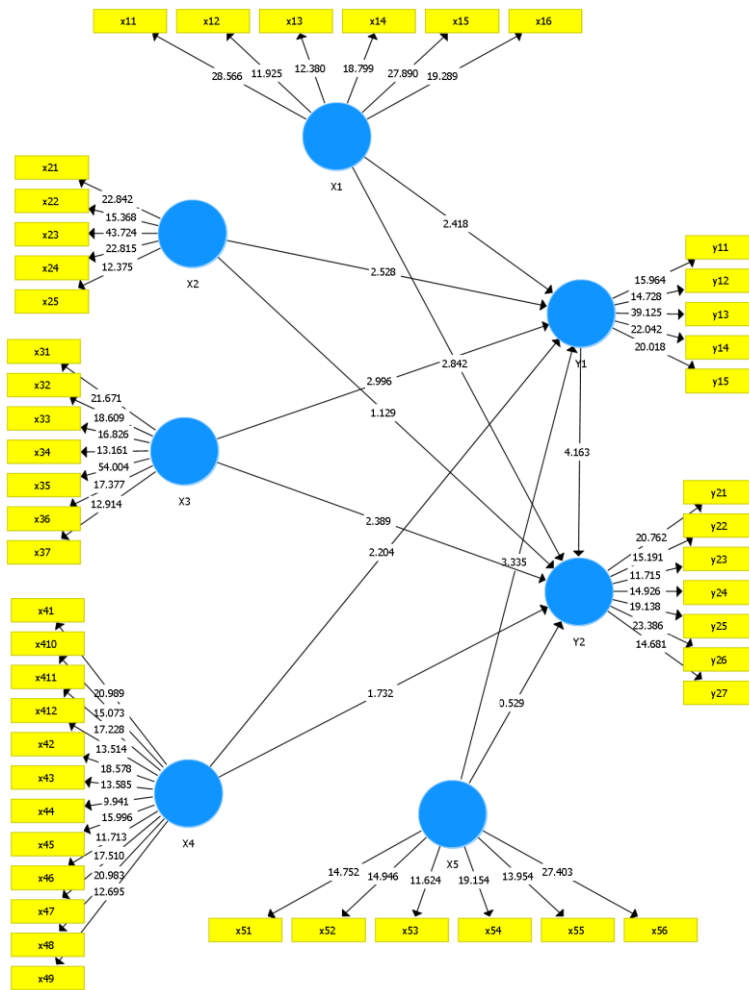 x11 x12 x13 x14 x15 x16
28.566 11.925 12.380 18.799 27.890 19.289
X1
x21
x22
x23
x24
x25
22.842
15.368
43.724
22.815
12.375
X2
2.418
2.528
2.842
2.996
1.129
y11
y12
y13
y14
y15
15.964
14.728
39.125
22.042
20.018
Y1
4.163
x31
x32
x33
x34
x35
x36
x37
21.671
18.609
16.826
13.161
54.004
17.377
12.914
X3
2.389
2.204
3.335
y21
y22
y23
y24
y25
y26
y27
20.762
15.191
11.715
14.926
19.138
23.386
14.681
Y2
x41
x410
x411
x412
x42
x43
x44
x45
x46
x47
x48
x49
20.989
15.073
17.228
13.514
18.578
13.585
9.941
15.996
11.713
17.510
20.983
12.695
X4
1.732
0.529
X5
14.752 14.946 11.624 19.154 13.954 27.403
x51 x52 x53 x54 x55 x56